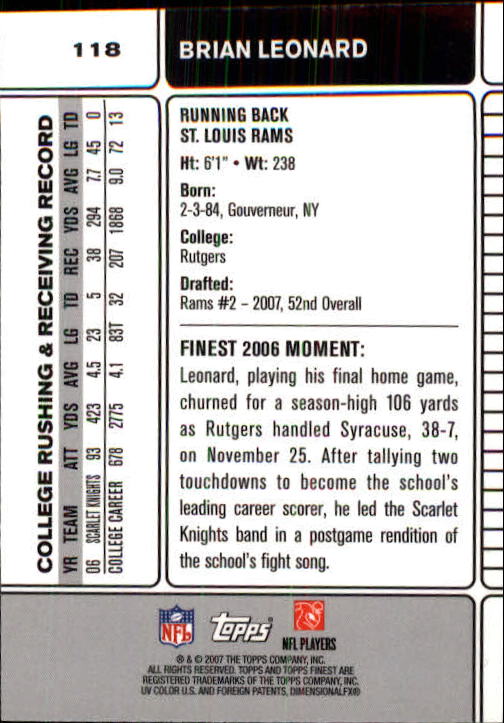 118
BRIAN LEONARD
COLLEGE RUSHING & RECEIVING RECORD
YR TEAM ATT YDS AVG LG TD REC YDS AVG LG TD
06 SCARLET KNIGHTS 93 423 4.5 23 5 38 294 7.7 45 0
COLLEGE CAREER 678 2775 4.1 83T 32 207 1868 9.0 72 13
RUNNING BACK
ST. LOUIS RAMS
Ht: 6'1" • Wt: 238
Born:
2-3-84, Gouverneur, NY
College:
Rutgers
Drafted:
Rams #2 – 2007, 52nd Overall
FINEST 2006 MOMENT:
Leonard, playing his final home game,
churned for a season-high 106 yards
as Rutgers handled Syracuse, 38-7,
on November 25. After tallying two
touchdowns to become the school's
leading career scorer, he led the Scarlet
Knights band in a postgame rendition of
the school's fight song.
NFL
Topps
NFL PLAYERS
® & © 2007 THE TOPPS COMPANY, INC.
ALL RIGHTS RESERVED. TOPPS AND TOPPS FINEST ARE
REGISTERED TRADEMARKS OF THE TOPPS COMPANY, INC.
UV COLOR U.S. AND FOREIGN PATENTS, DIMENSIONALFX®